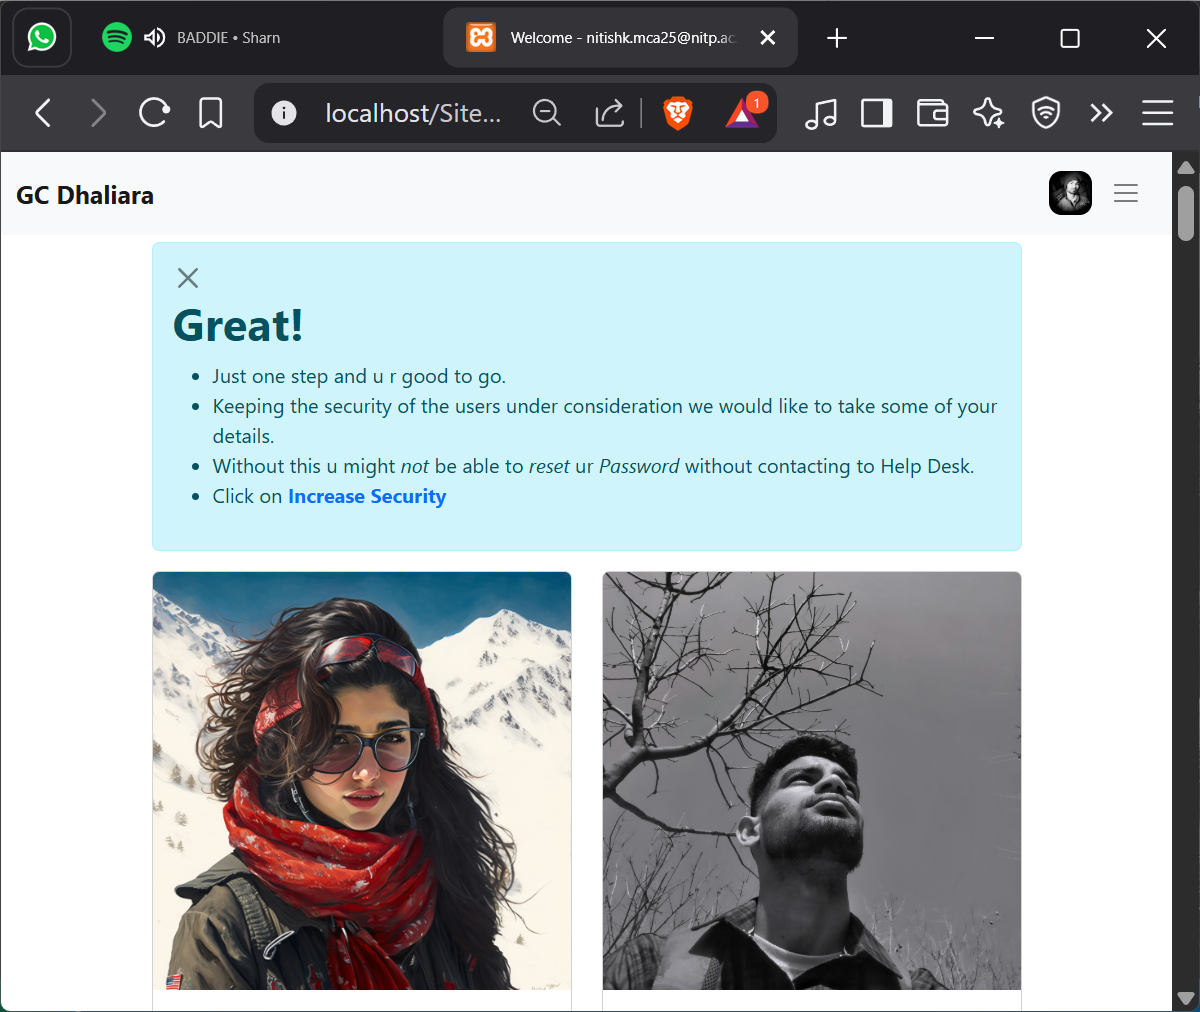 BADDIE • Sharn
Welcome - nitishk.mca25@nitp.ac
localhost/Site...
1
GC Dhaliara
Great!
Just one step and u r good to go.
Keeping the security of the users under consideration we would like to take some of your
details.
Without this u might not be able to reset ur Password without contacting to Help Desk.
Click on Increase Security